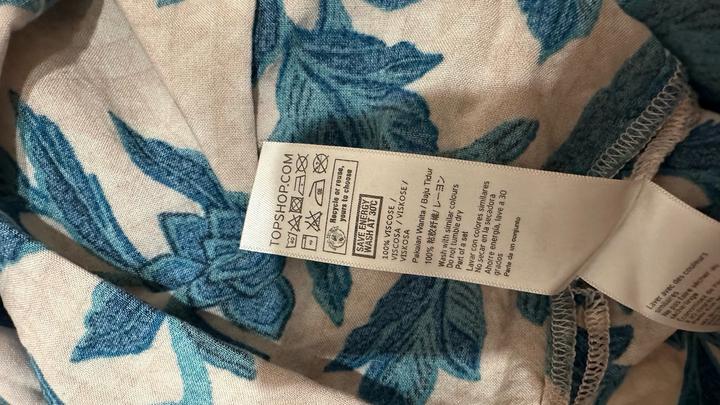 TOPSHOP.COM
Recycle or reuse,
yours to choose
SAVE ENERGY
WASH AT 30°C
100% VISCOSE /
VISCOSA / VISKOSE /
VISKOSA
Pakaian Wanita / Baju Tidur
100% 粘胶纤维/ レーヨン
Wash with similar colours
Do not tumble dry
Part of a set
Lavar con colores similares
No secar en la secadora
Ahorre energía, lave a 30
grados
Parte de un conjunto
Laver avec des couleurs